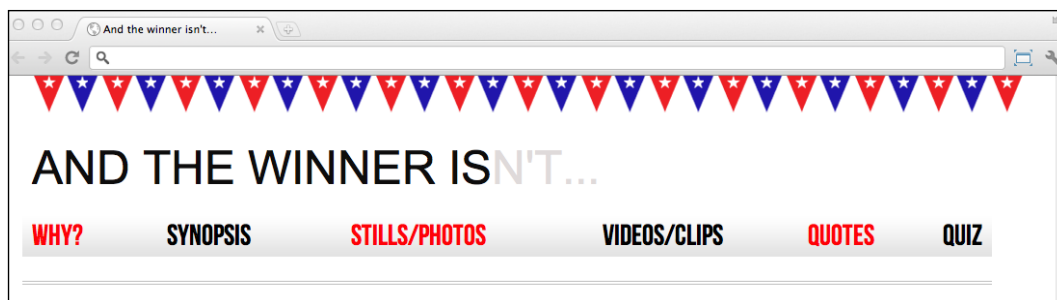 And the winner isn't...
AND THE WINNER ISN'T...
WHY? SYNOPSIS STILLS/PHOTOS VIDEOS/CLIPS QUOTES QUIZ